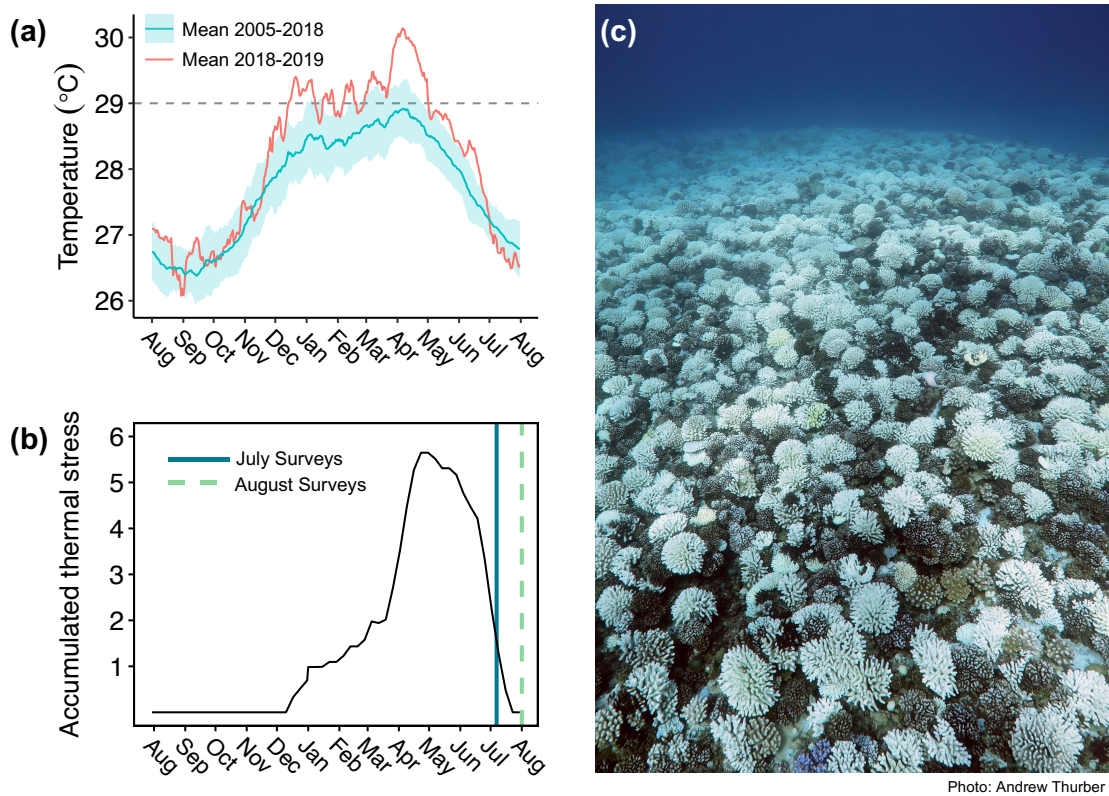 (a)
Mean 2005-2018
Mean 2018-2019
Temperature (°C)
30
29
28
27
26
Aug
Sep
Oct
Nov
Dec
Jan
Feb
Mar
Apr
May
Jun
Jul
Aug
(b)
July Surveys
August Surveys
Accumulated thermal stress
6
5
4
3
2
1
Aug
Sep
Oct
Nov
Dec
Jan
Feb
Mar
Apr
May
Jun
Jul
Aug
(c)
Photo: Andrew Thurber